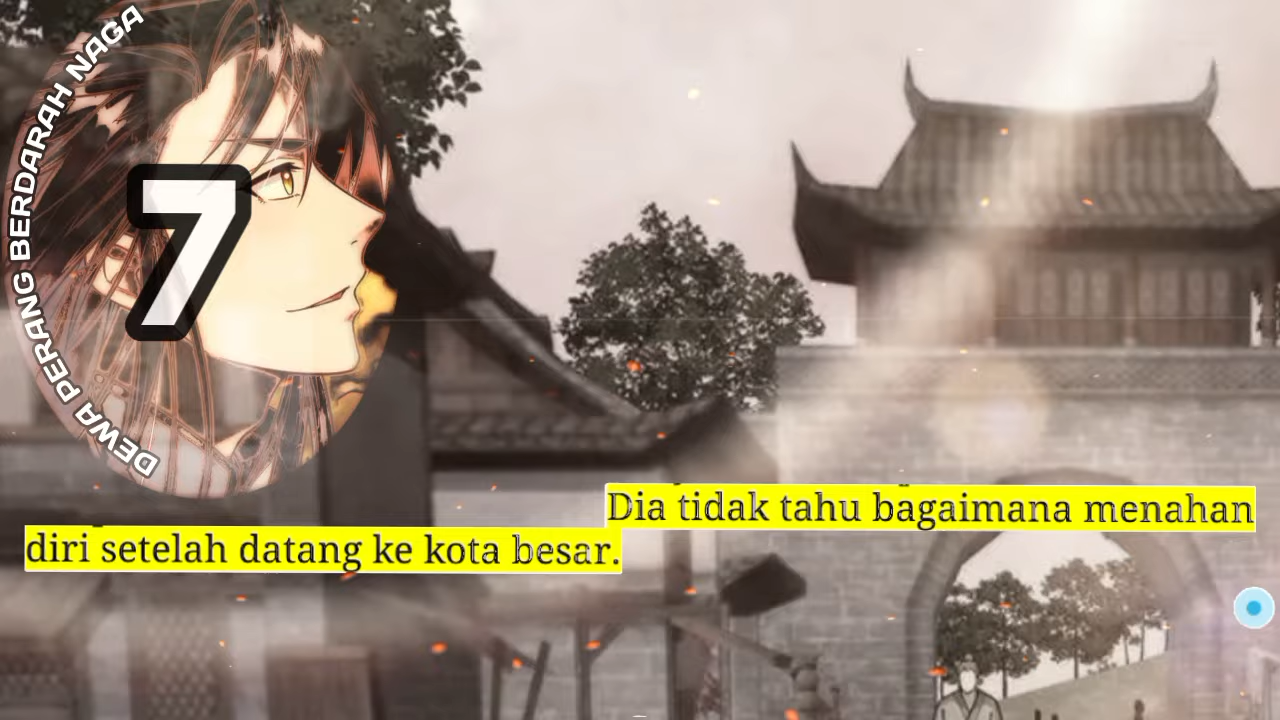 DEWA PERANG BERDARAH NAGA
7
Dia tidak tahu bagaimana menahan
diri setelah datang ke kota besar.